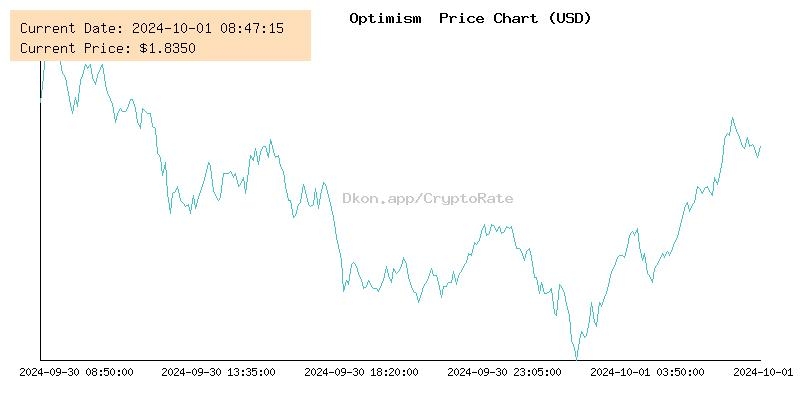 Optimism  Price Chart (USD)
Current Date: 2024-10-01 08:47:15
Current Price: $1.8350
Dkon.app/CryptoRate
2024-09-30 08:50:00 2024-09-30 13:35:00 2024-09-30 18:20:00 2024-09-30 23:05:00 2024-10-01 03:50:00 2024-10-01